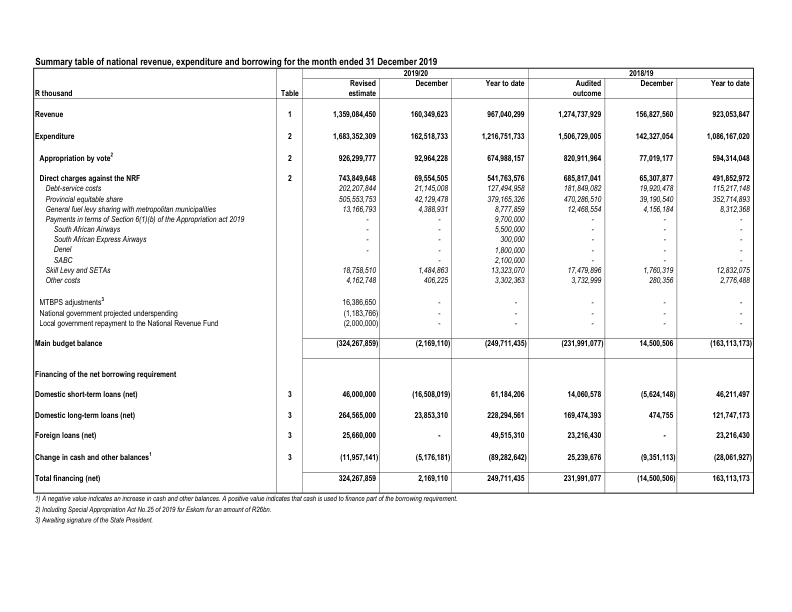 Summary table of national revenue, expenditure and borrowing for the month ended 31 December 2019
2019/20 2018/19
Revised December Year to date Audited December Year to date
R thousand Table estimate outcome
Revenue 1 1,359,084,450 160,349,623 967,040,299 1,274,737,929 156,827,560 923,053,847
Expenditure 2 1,683,352,309 162,518,733 1,216,751,733 1,506,729,005 142,327,054 1,086,167,020
Appropriation by vote2 2 926,299,777 92,964,228 674,988,157 820,911,964 77,019,177 594,314,048
Direct charges against the NRF 2 743,849,648 69,554,505 541,763,576 685,817,041 65,307,877 491,852,972
Debt-service costs 202,207,844 21,145,008 127,494,958 181,849,082 19,920,478 115,217,148
Provincial equitable share 505,553,753 42,129,478 379,165,326 470,286,510 39,190,540 352,714,893
General fuel levy sharing with metropolitan municipalities 13,166,793 4,388,931 8,777,859 12,468,554 4,156,184 8,312,368
Payments in terms of Section 6(1)(b) of the Appropriation act 2019 - - 9,700,000 - - -
South African Airways - - 5,500,000 - - -
South African Express Airways - - 300,000 - - -
Denel - - 1,800,000 - - -
SABC - 2,100,000 - - -
Skill Levy and SETAs 18,758,510 1,484,863 13,323,070 17,479,896 1,760,319 12,832,075
Other costs 4,162,748 406,225 3,302,363 3,732,999 280,356 2,776,488
MTBPS adjustments3 16,386,650 - - - - -
National government projected underspending (1,183,766) - - - - -
Local government repayment to the National Revenue Fund (2,000,000) - - - - -
Main budget balance (324,267,859) (2,169,110) (249,711,435) (231,991,077) 14,500,506 (163,113,173)
Financing of the net borrowing requirement
Domestic short-term loans (net) 3 46,000,000 (16,508,019) 61,184,206 14,060,578 (5,624,148) 46,211,497
Domestic long-term loans (net) 3 264,565,000 23,853,310 228,294,561 169,474,393 474,755 121,747,173
Foreign loans (net) 3 25,660,000 - 49,515,310 23,216,430 - 23,216,430
Change in cash and other balances1 3 (11,957,141) (5,176,181) (89,282,642) 25,239,676 (9,351,113) (28,061,927)
Total financing (net) 324,267,859 2,169,110 249,711,435 231,991,077 (14,500,506) 163,113,173
1) A negative value indicates an increase in cash and other balances. A positive value indicates that cash is used to finance part of the borrowing requirement.
2) Including Special Appropriation Act No.25 of 2019 for Eskom for an amount of R26bn.
3) Awaiting signature of the State President.